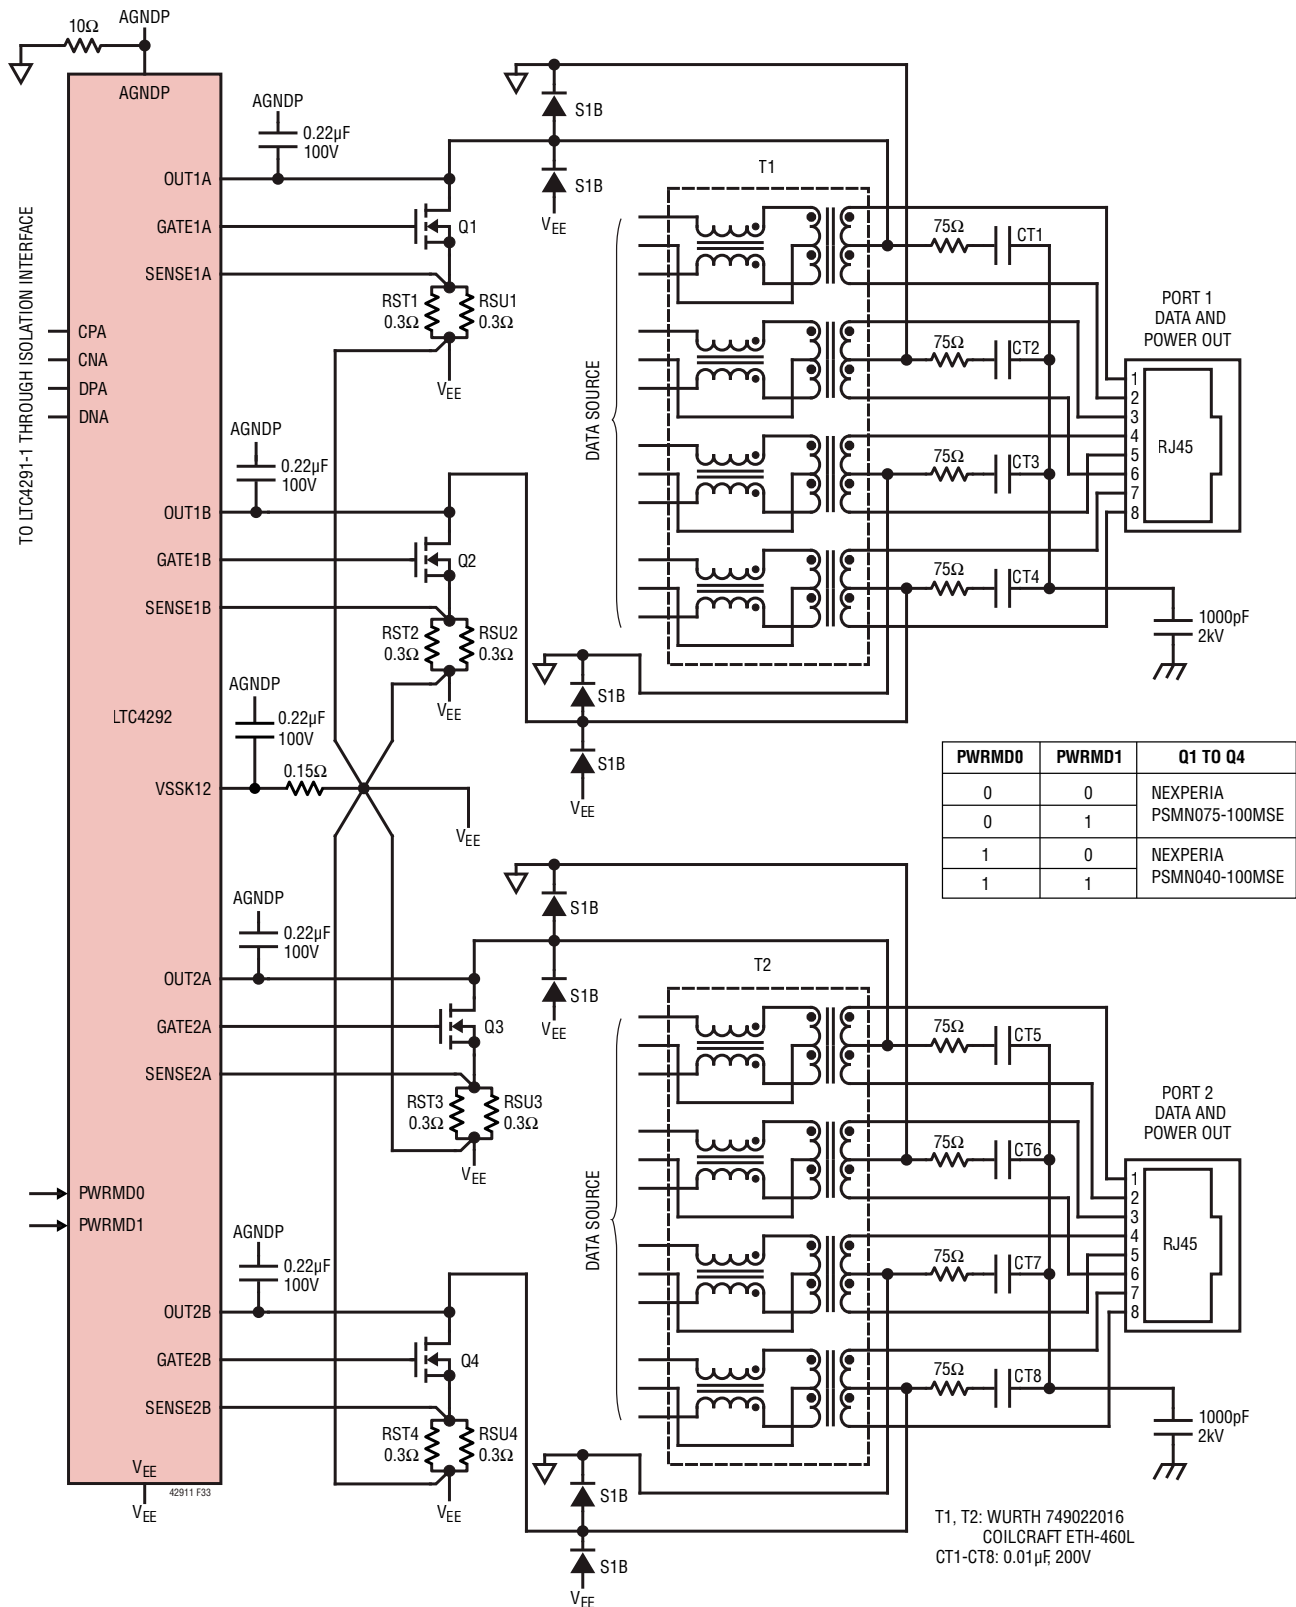 10Ω
AGNDP
AGNDP
AGNDP
0.22µF
100V
OUT1A
GATE1A
Q1
SENSE1A
RST1
0.3Ω
RSU1
0.3Ω
VEE
TO LTC4291-1 THROUGH ISOLATION INTERFACE
CPA
CNA
DPA
DNA
AGNDP
0.22µF
100V
OUT1B
GATE1B
Q2
SENSE1B
RST2
0.3Ω
RSU2
0.3Ω
VEE
AGNDP
0.22µF
100V
LTC4292
VSSK12
0.15Ω
VEE
AGNDP
0.22µF
100V
OUT2A
GATE2A
Q3
SENSE2A
RST3
0.3Ω
RSU3
0.3Ω
VEE
PWRMD0
PWRMD1
AGNDP
0.22µF
100V
OUT2B
GATE2B
Q4
SENSE2B
RST4
0.3Ω
RSU4
0.3Ω
VEE
VEE
42911 F33
VEE
S1B
S1B
VEE
T1
DATA SOURCE
75Ω
CT1
75Ω
CT2
75Ω
CT3
75Ω
CT4
PORT 1
DATA AND
POWER OUT
1
2
3
4
5
6
7
8
RJ45
1000pF
2kV
S1B
S1B
VEE
PWRMD0 PWRMD1 Q1 TO Q4
0 0 NEXPERIA
0 1 PSMN075-100MSE
1 0 NEXPERIA
1 1 PSMN040-100MSE
S1B
S1B
VEE
T2
DATA SOURCE
75Ω
CT5
75Ω
CT6
75Ω
CT7
75Ω
CT8
PORT 2
DATA AND
POWER OUT
1
2
3
4
5
6
7
8
RJ45
1000pF
2kV
S1B
S1B
VEE
T1, T2: WURTH 749022016
COILCRAFT ETH-460L
CT1-CT8: 0.01µF, 200V